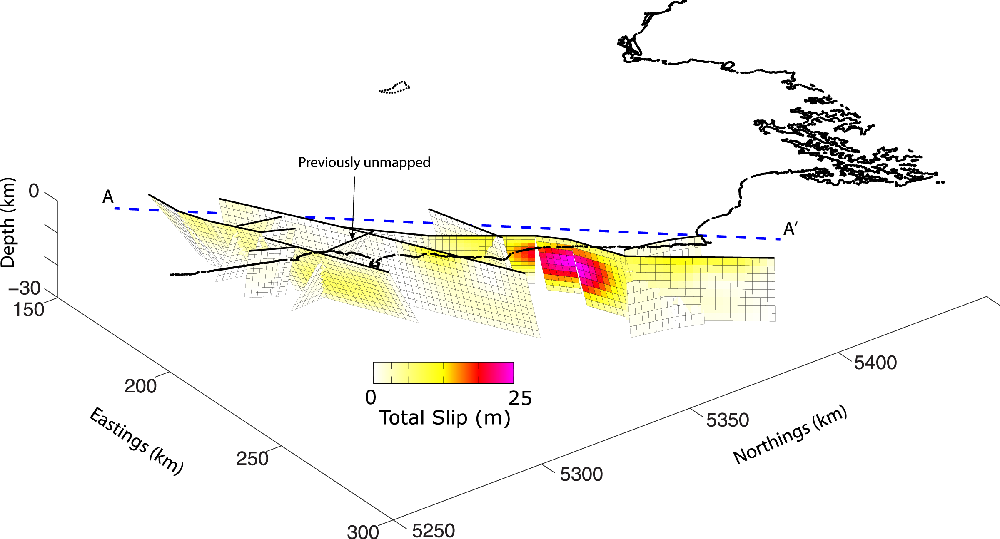 Previously unmapped
0
A
A′
Depth (km)
−30
150
5400
0
25
200
Total Slip (m)
5350
Eastings (km)
Northings (km)
250
5300
300
5250